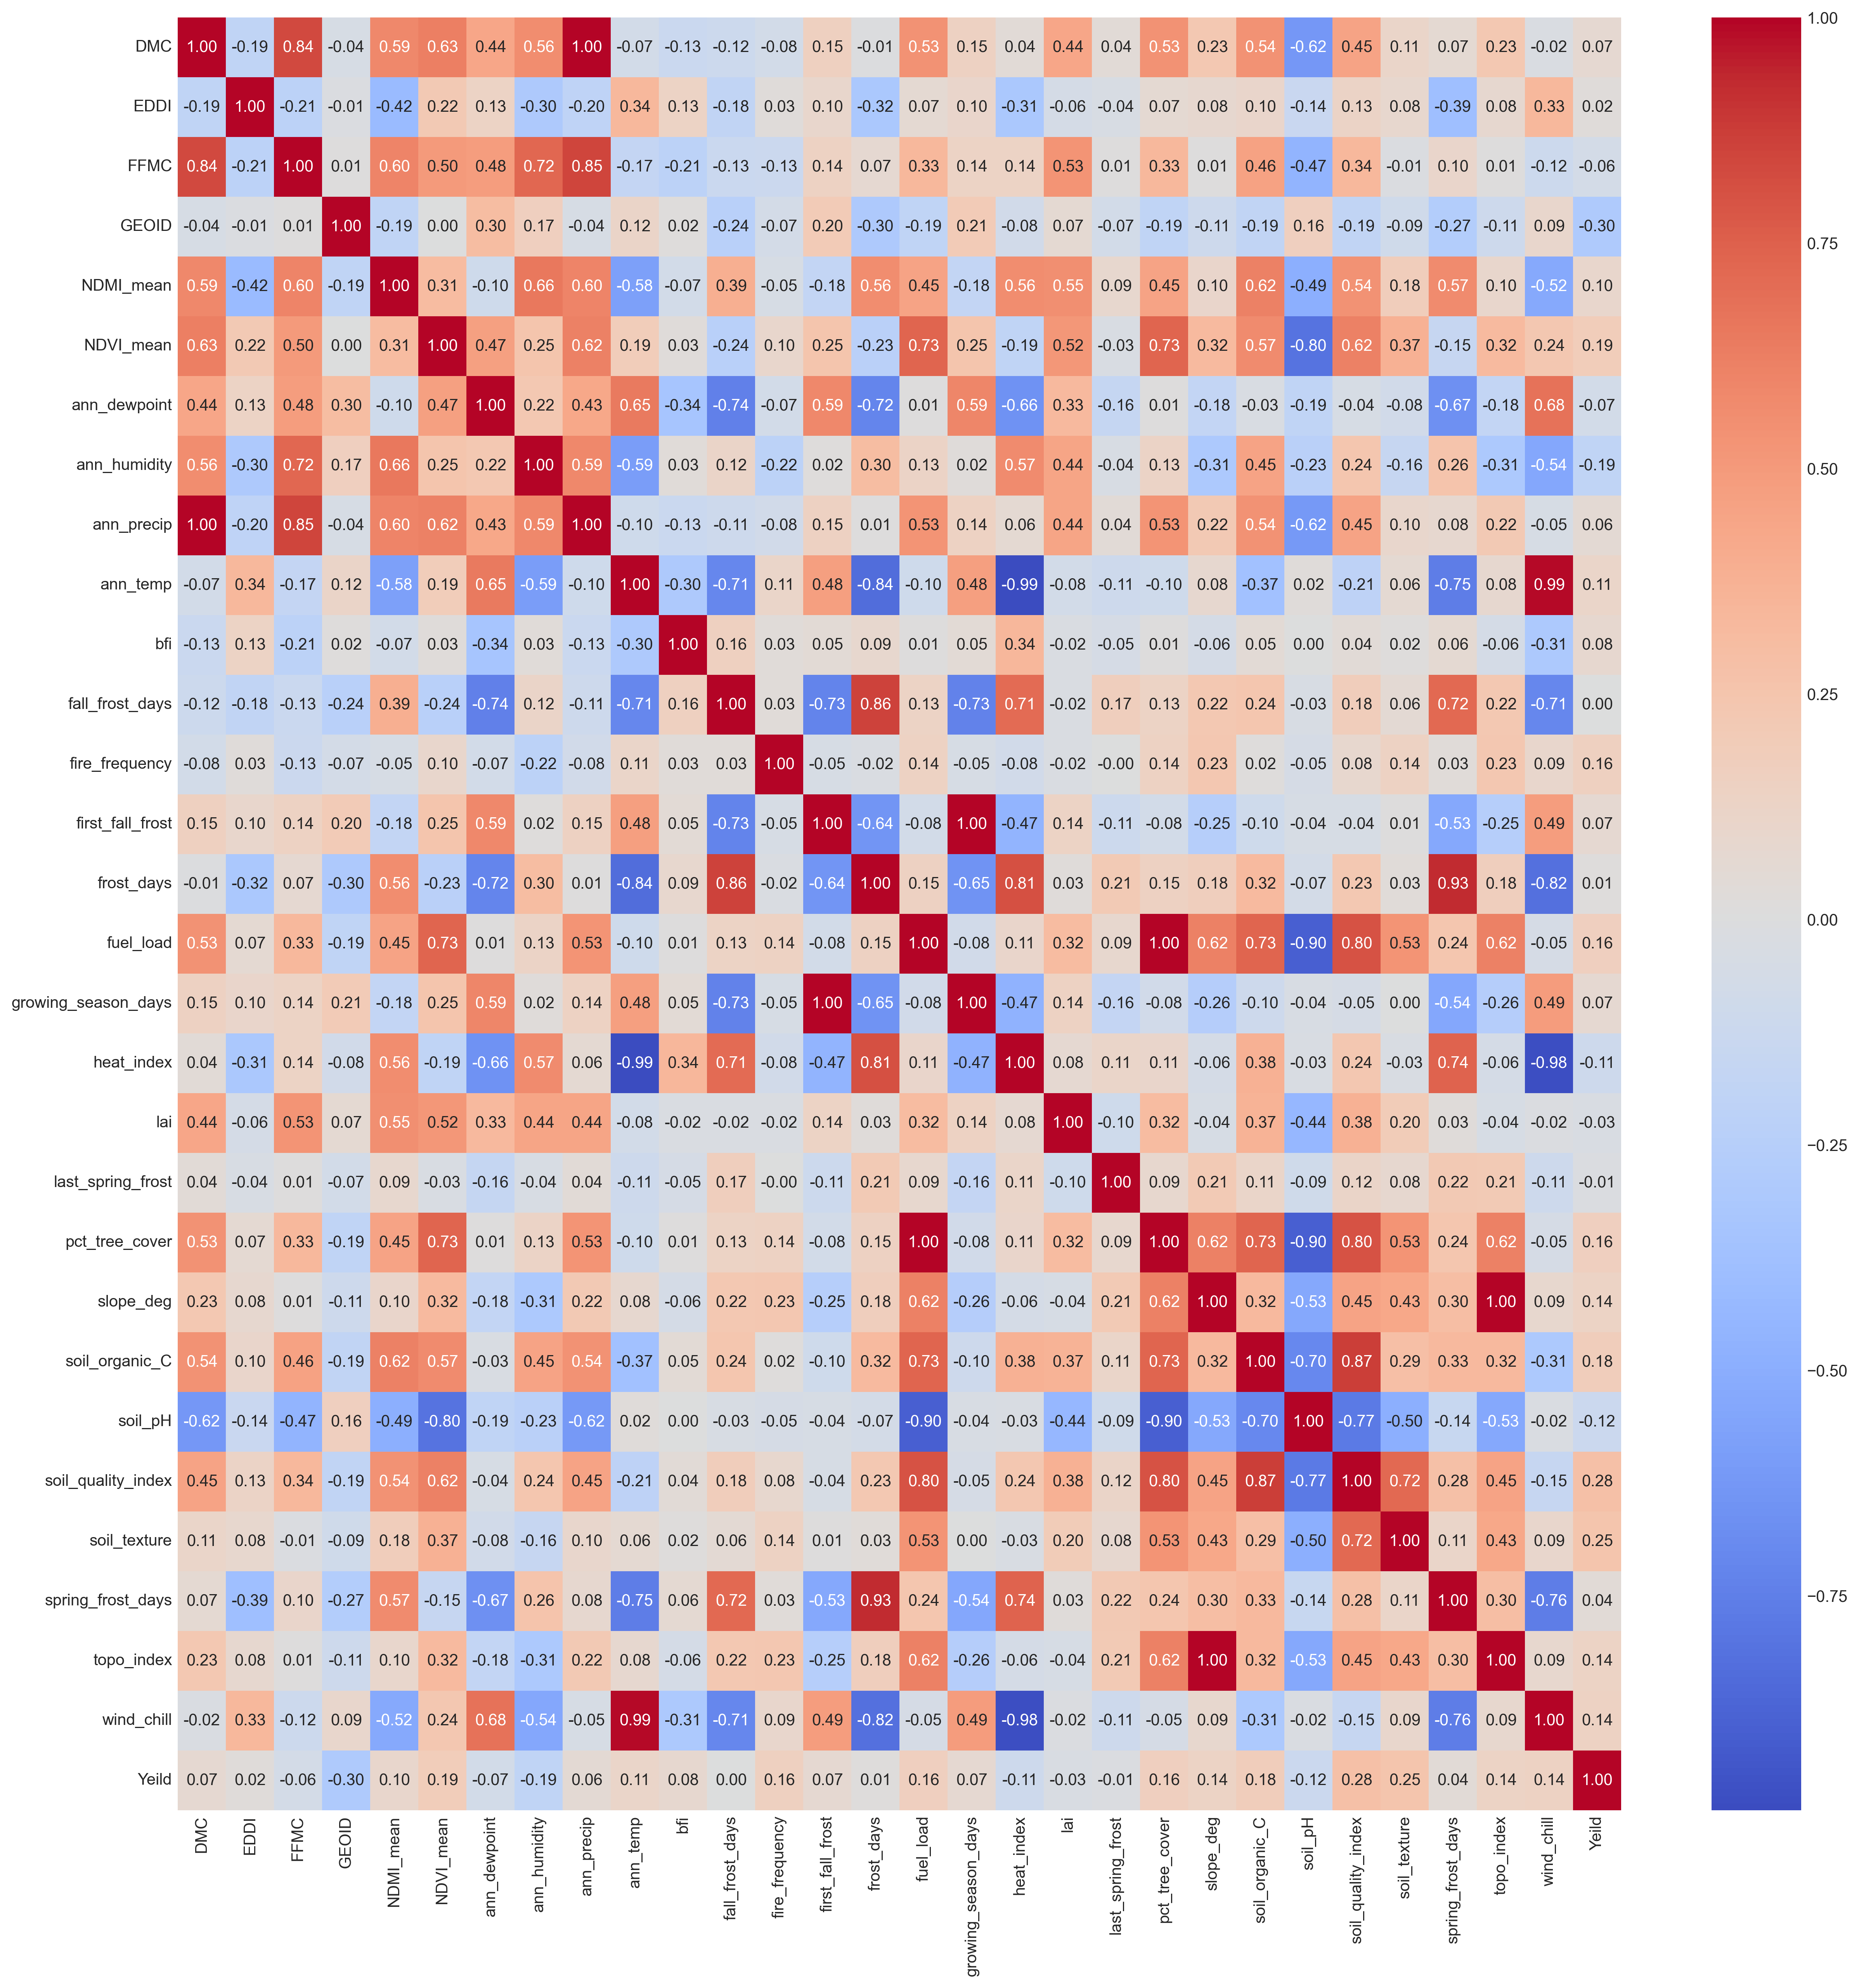 DMC 1.00 -0.19 0.84 -0.04 0.59 0.63 0.44 0.56 1.00 -0.07 -0.13 -0.12 -0.08 0.15 -0.01 0.53 0.15 0.04 0.44 0.04 0.53 0.23 0.54 -0.62 0.45 0.11 0.07 0.23 -0.02 0.07
EDDI -0.19 1.00 -0.21 -0.01 -0.42 0.22 0.13 -0.30 -0.20 0.34 0.13 -0.18 0.03 0.10 -0.32 0.07 0.10 -0.31 -0.06 -0.04 0.07 0.08 0.10 -0.14 0.13 0.08 -0.39 0.08 0.33 0.02
FFMC 0.84 -0.21 1.00 0.01 0.60 0.50 0.48 0.72 0.85 -0.17 -0.21 -0.13 -0.13 0.14 0.07 0.33 0.14 0.14 0.53 0.01 0.33 0.01 0.46 -0.47 0.34 -0.01 0.10 0.01 -0.12 -0.06
GEOID -0.04 -0.01 0.01 1.00 -0.19 0.00 0.30 0.17 -0.04 0.12 0.02 -0.24 -0.07 0.20 -0.30 -0.19 0.21 -0.08 0.07 -0.07 -0.19 -0.11 -0.19 0.16 -0.19 -0.09 -0.27 -0.11 0.09 -0.30
NDMI_mean 0.59 -0.42 0.60 -0.19 1.00 0.31 -0.10 0.66 0.60 -0.58 -0.07 0.39 -0.05 -0.18 0.56 0.45 -0.18 0.56 0.55 0.09 0.45 0.10 0.62 -0.49 0.54 0.18 0.57 0.10 -0.52 0.10
NDVI_mean 0.63 0.22 0.50 0.00 0.31 1.00 0.47 0.25 0.62 0.19 0.03 -0.24 0.10 0.25 -0.23 0.73 0.25 -0.19 0.52 -0.03 0.73 0.32 0.57 -0.80 0.62 0.37 -0.15 0.32 0.24 0.19
ann_dewpoint 0.44 0.13 0.48 0.30 -0.10 0.47 1.00 0.22 0.43 0.65 -0.34 -0.74 -0.07 0.59 -0.72 0.01 0.59 -0.66 0.33 -0.16 0.01 -0.18 -0.03 -0.19 -0.04 -0.08 -0.67 -0.18 0.68 -0.07
ann_humidity 0.56 -0.30 0.72 0.17 0.66 0.25 0.22 1.00 0.59 -0.59 0.03 0.12 -0.22 0.02 0.30 0.13 0.02 0.57 0.44 -0.04 0.13 -0.31 0.45 -0.23 0.24 -0.16 0.26 -0.31 -0.54 -0.19
ann_precip 1.00 -0.20 0.85 -0.04 0.60 0.62 0.43 0.59 1.00 -0.10 -0.13 -0.11 -0.08 0.15 0.01 0.53 0.14 0.06 0.44 0.04 0.53 0.22 0.54 -0.62 0.45 0.10 0.08 0.22 -0.05 0.06
ann_temp -0.07 0.34 -0.17 0.12 -0.58 0.19 0.65 -0.59 -0.10 1.00 -0.30 -0.71 0.11 0.48 -0.84 -0.10 0.48 -0.99 -0.08 -0.11 -0.10 0.08 -0.37 0.02 -0.21 0.06 -0.75 0.08 0.99 0.11
bfi -0.13 0.13 -0.21 0.02 -0.07 0.03 -0.34 0.03 -0.13 -0.30 1.00 0.16 0.03 0.05 0.09 0.01 0.05 0.34 -0.02 -0.05 0.01 -0.06 0.05 0.00 0.04 0.02 0.06 -0.06 -0.31 0.08
fall_frost_days -0.12 -0.18 -0.13 -0.24 0.39 -0.24 -0.74 0.12 -0.11 -0.71 0.16 1.00 0.03 -0.73 0.86 0.13 -0.73 0.71 -0.02 0.17 0.13 0.22 0.24 -0.03 0.18 0.06 0.72 0.22 -0.71 0.00
fire_frequency -0.08 0.03 -0.13 -0.07 -0.05 0.10 -0.07 -0.22 -0.08 0.11 0.03 0.03 1.00 -0.05 -0.02 0.14 -0.05 -0.08 -0.02 -0.00 0.14 0.23 0.02 -0.05 0.08 0.14 0.03 0.23 0.09 0.16
first_fall_frost 0.15 0.10 0.14 0.20 -0.18 0.25 0.59 0.02 0.15 0.48 0.05 -0.73 -0.05 1.00 -0.64 -0.08 1.00 -0.47 0.14 -0.11 -0.08 -0.25 -0.10 -0.04 -0.04 0.01 -0.53 -0.25 0.49 0.07
frost_days -0.01 -0.32 0.07 -0.30 0.56 -0.23 -0.72 0.30 0.01 -0.84 0.09 0.86 -0.02 -0.64 1.00 0.15 -0.65 0.81 0.03 0.21 0.15 0.18 0.32 -0.07 0.23 0.03 0.93 0.18 -0.82 0.01
fuel_load 0.53 0.07 0.33 -0.19 0.45 0.73 0.01 0.13 0.53 -0.10 0.01 0.13 0.14 -0.08 0.15 1.00 -0.08 0.11 0.32 0.09 1.00 0.62 0.73 -0.90 0.80 0.53 0.24 0.62 -0.05 0.16
growing_season_days 0.15 0.10 0.14 0.21 -0.18 0.25 0.59 0.02 0.14 0.48 0.05 -0.73 -0.05 1.00 -0.65 -0.08 1.00 -0.47 0.14 -0.16 -0.08 -0.26 -0.10 -0.04 -0.05 0.00 -0.54 -0.26 0.49 0.07
heat_index 0.04 -0.31 0.14 -0.08 0.56 -0.19 -0.66 0.57 0.06 -0.99 0.34 0.71 -0.08 -0.47 0.81 0.11 -0.47 1.00 0.08 0.11 0.11 -0.06 0.38 -0.03 0.24 -0.03 0.74 -0.06 -0.98 -0.11
lai 0.44 -0.06 0.53 0.07 0.55 0.52 0.33 0.44 0.44 -0.08 -0.02 -0.02 -0.02 0.14 0.03 0.32 0.14 0.08 1.00 -0.10 0.32 -0.04 0.37 -0.44 0.38 0.20 0.03 -0.04 -0.02 -0.03
last_spring_frost 0.04 -0.04 0.01 -0.07 0.09 -0.03 -0.16 -0.04 0.04 -0.11 -0.05 0.17 -0.00 -0.11 0.21 0.09 -0.16 0.11 -0.10 1.00 0.09 0.21 0.11 -0.09 0.12 0.08 0.22 0.21 -0.11 -0.01
pct_tree_cover 0.53 0.07 0.33 -0.19 0.45 0.73 0.01 0.13 0.53 -0.10 0.01 0.13 0.14 -0.08 0.15 1.00 -0.08 0.11 0.32 0.09 1.00 0.62 0.73 -0.90 0.80 0.53 0.24 0.62 -0.05 0.16
slope_deg 0.23 0.08 0.01 -0.11 0.10 0.32 -0.18 -0.31 0.22 0.08 -0.06 0.22 0.23 -0.25 0.18 0.62 -0.26 -0.06 -0.04 0.21 0.62 1.00 0.32 -0.53 0.45 0.43 0.30 1.00 0.09 0.14
soil_organic_C 0.54 0.10 0.46 -0.19 0.62 0.57 -0.03 0.45 0.54 -0.37 0.05 0.24 0.02 -0.10 0.32 0.73 -0.10 0.38 0.37 0.11 0.73 0.32 1.00 -0.70 0.87 0.29 0.33 0.32 -0.31 0.18
soil_pH -0.62 -0.14 -0.47 0.16 -0.49 -0.80 -0.19 -0.23 -0.62 0.02 0.00 -0.03 -0.05 -0.04 -0.07 -0.90 -0.04 -0.03 -0.44 -0.09 -0.90 -0.53 -0.70 1.00 -0.77 -0.50 -0.14 -0.53 -0.02 -0.12
soil_quality_index 0.45 0.13 0.34 -0.19 0.54 0.62 -0.04 0.24 0.45 -0.21 0.04 0.18 0.08 -0.04 0.23 0.80 -0.05 0.24 0.38 0.12 0.80 0.45 0.87 -0.77 1.00 0.72 0.28 0.45 -0.15 0.28
soil_texture 0.11 0.08 -0.01 -0.09 0.18 0.37 -0.08 -0.16 0.10 0.06 0.02 0.06 0.14 0.01 0.03 0.53 0.00 -0.03 0.20 0.08 0.53 0.43 0.29 -0.50 0.72 1.00 0.11 0.43 0.09 0.25
spring_frost_days 0.07 -0.39 0.10 -0.27 0.57 -0.15 -0.67 0.26 0.08 -0.75 0.06 0.72 0.03 -0.53 0.93 0.24 -0.54 0.74 0.03 0.22 0.24 0.30 0.33 -0.14 0.28 0.11 1.00 0.30 -0.76 0.04
topo_index 0.23 0.08 0.01 -0.11 0.10 0.32 -0.18 -0.31 0.22 0.08 -0.06 0.22 0.23 -0.25 0.18 0.62 -0.26 -0.06 -0.04 0.21 0.62 1.00 0.32 -0.53 0.45 0.43 0.30 1.00 0.09 0.14
wind_chill -0.02 0.33 -0.12 0.09 -0.52 0.24 0.68 -0.54 -0.05 0.99 -0.31 -0.71 0.09 0.49 -0.82 -0.05 0.49 -0.98 -0.02 -0.11 -0.05 0.09 -0.31 -0.02 -0.15 0.09 -0.76 0.09 1.00 0.14
Yeild 0.07 0.02 -0.06 -0.30 0.10 0.19 -0.07 -0.19 0.06 0.11 0.08 0.00 0.16 0.07 0.01 0.16 0.07 -0.11 -0.03 -0.01 0.16 0.14 0.18 -0.12 0.28 0.25 0.04 0.14 0.14 1.00
DMC
EDDI
FFMC
GEOID
NDMI_mean
NDVI_mean
ann_dewpoint
ann_humidity
ann_precip
ann_temp
bfi
fall_frost_days
fire_frequency
first_fall_frost
frost_days
fuel_load
growing_season_days
heat_index
lai
last_spring_frost
pct_tree_cover
slope_deg
soil_organic_C
soil_pH
soil_quality_index
soil_texture
spring_frost_days
topo_index
wind_chill
Yeild
1.00
0.75
0.50
0.25
0.00
−0.25
−0.50
−0.75